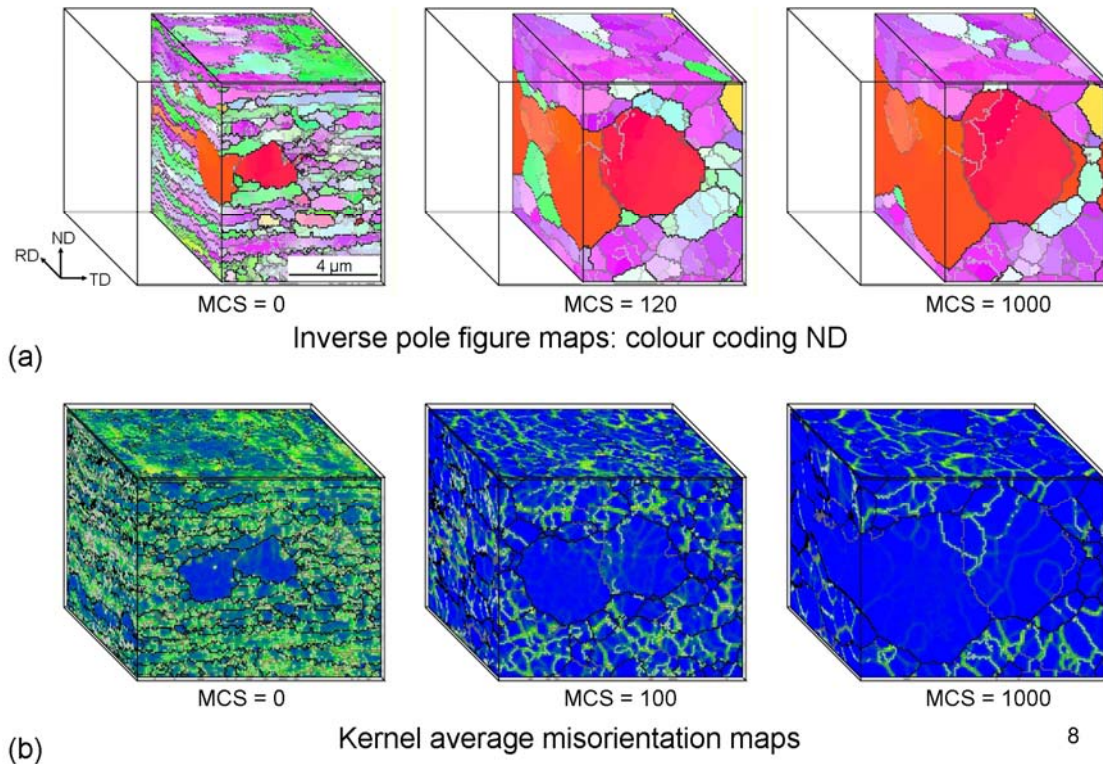 ND
RD
TD
4 µm
MCS = 0
MCS = 120
MCS = 1000
Inverse pole figure maps: colour coding ND
(a)
MCS = 0
MCS = 100
MCS = 1000
Kernel average misorientation maps
8
(b)